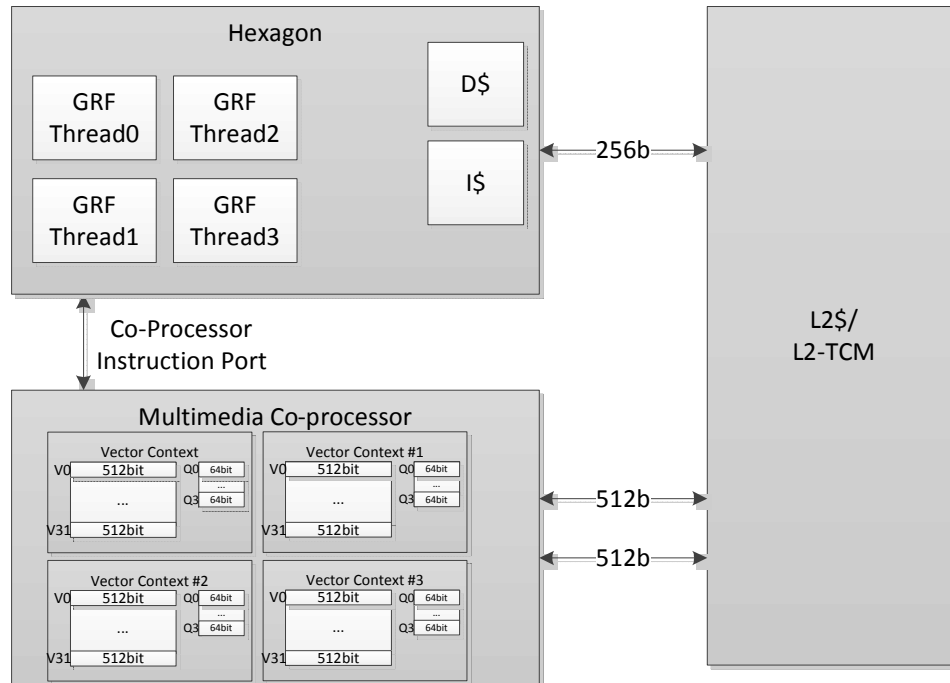 Hexagon
GRF
Thread0
GRF
Thread2
D$
GRF
Thread1
GRF
Thread3
I$
256b
Co-Processor
Instruction Port
L2$/
L2-TCM
Multimedia Co-processor
Vector Context
V0
512bit
Q0
64bit
...
...
Q3
64bit
V31
512bit
Vector Context #1
V0
512bit
Q0
64bit
...
...
Q3
64bit
V31
512bit
512b
512b
Vector Context #2
V0
512bit
Q0
64bit
...
...
Q3
64bit
V31
512bit
Vector Context #3
V0
512bit
Q0
64bit
...
...
Q3
64bit
V31
512bit